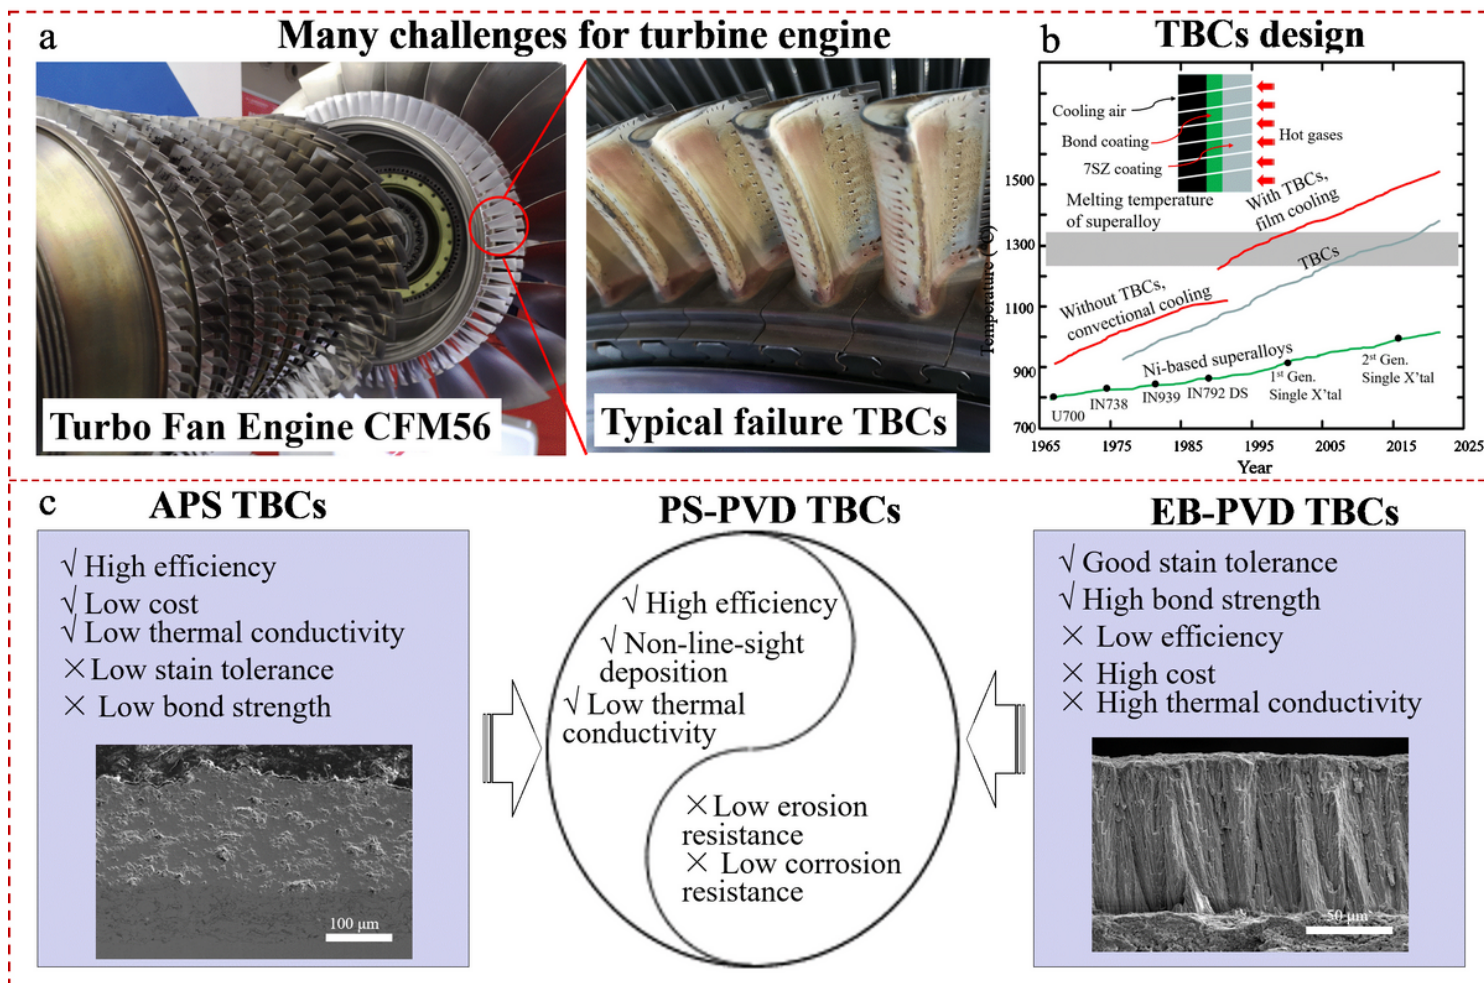 a
Many challenges for turbine engine
Turbo Fan Engine CFM56
Typical failure TBCs
b
TBCs design
Cooling air
Bond coating
7SZ coating
Hot gases
Melting temperature
of superalloy
With TBCs,
film cooling
TBCs
Without TBCs,
convectional cooling
Ni-based superalloys
U700
IN738
IN939
IN792 DS
1st Gen.
Single X'tal
2st Gen.
Single X'tal
Temperature (°C)
1500
1300
1100
1000
900
800
700
1965
1975
1985
1995
2005
2015
2025
Year
c
APS TBCs
√ High efficiency
√ Low cost
√ Low thermal conductivity
× Low stain tolerance
× Low bond strength
100 μm
PS-PVD TBCs
√ High efficiency
√ Non-line-sight
deposition
√ Low thermal
conductivity
× Low erosion
resistance
× Low corrosion
resistance
EB-PVD TBCs
√ Good stain tolerance
√ High bond strength
× Low efficiency
× High cost
× High thermal conductivity
50 μm